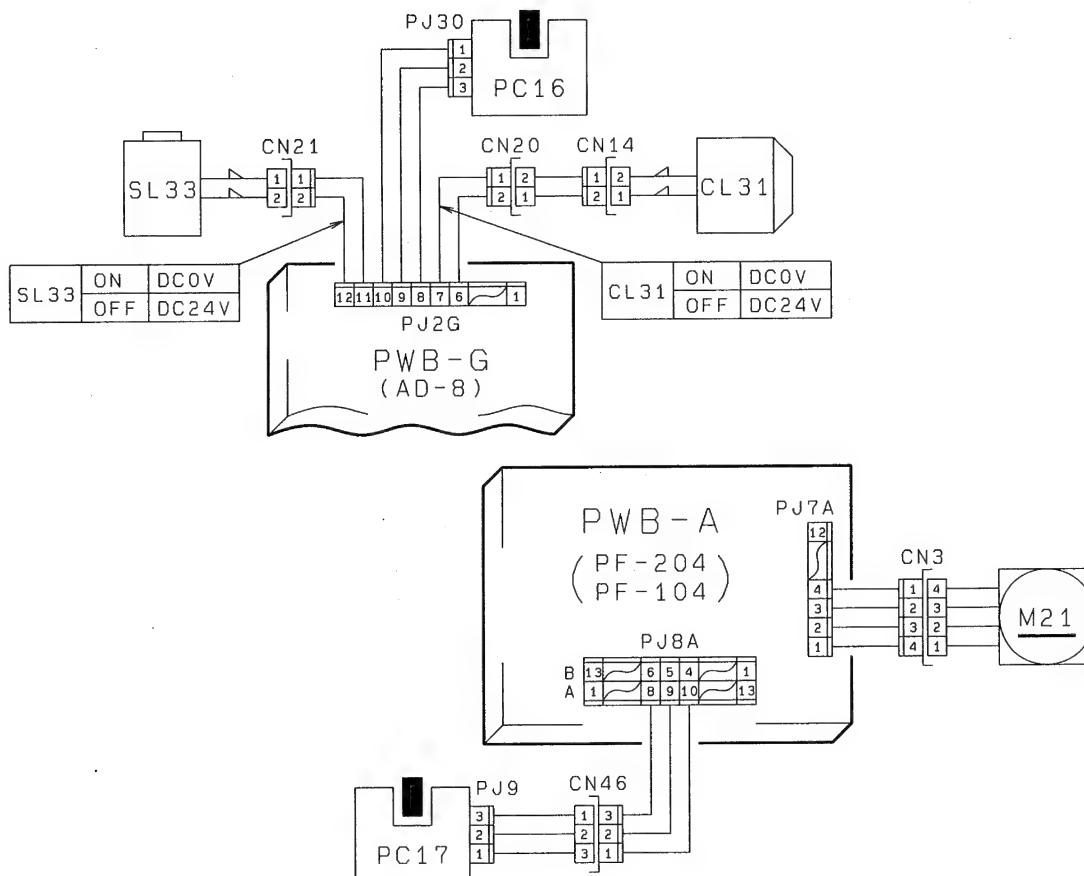 PJ30
1
2
3
PC16
SL33
CN21
1 1
2 2
CN20
1 2
2 1
CN14
1 2
2 1
CL31
SL33 ON DC0V
OFF DC24V
CL31 ON DC0V
OFF DC24V
12 11 10 9 8 7 6 1
PJ2G
PWB-G
(AD-8)
PWB-A
(PF-204
PF-104)
PJ7A
12
4
3
2
1
CN3
1 4
2 3
3 2
4 1
M21
PJ8A
B 13 6 5 4 1
A 1 8 9 10 13
PC17
PJ9
3
2
1
CN46
1 3
2 2
3 1